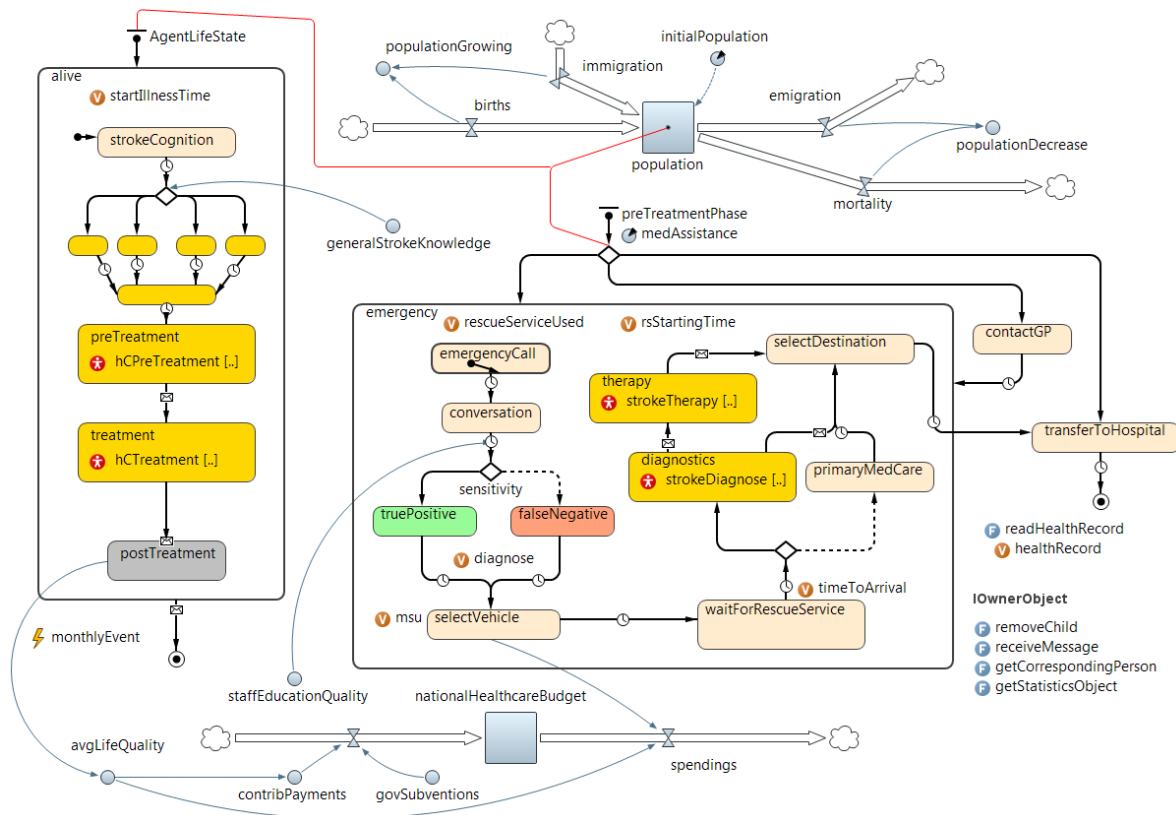 AgentLifeState
alive
startIllnessTime
strokeCognition
generalStrokeKnowledge
preTreatment
hCPreTreatment [..]
treatment
hCTreatment [..]
postTreatment
monthlyEvent
populationGrowing
immigration
initialPopulation
births
emigration
population
populationDecrease
mortality
preTreatmentPhase
medAssistance
emergency
rescueServiceUsed
rsStartingTime
emergencyCall
selectDestination
contactGP
therapy
strokeTherapy [..]
conversation
transferToHospital
diagnostics
strokeDiagnose [..]
primaryMedCare
sensitivity
truePositive
falseNegative
diagnose
timeToArrival
msu
selectVehicle
waitForRescueService
readHealthRecord
healthRecord
IOwnerObject
removeChild
receiveMessage
getCorrespondingPerson
getStatisticsObject
staffEducationQuality
nationalHealthcareBudget
avgLifeQuality
contribPayments
govSubventions
spendings